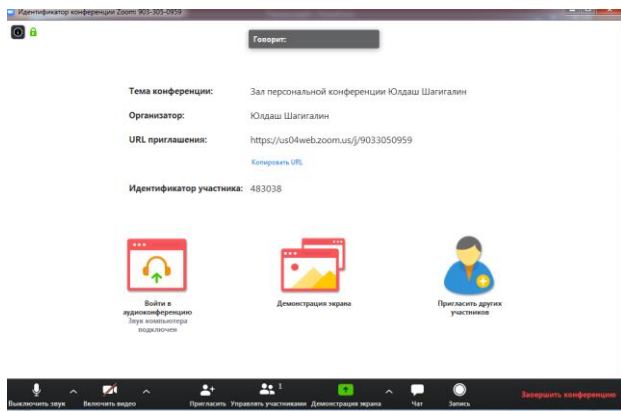 Идентификатор конференции Zoom: 903-305-0959
Говорит:
Тема конференции: Зал персональной конференции Юлдаш Шагигалин
Организатор: Юлдаш Шагигалин
URL приглашения: https://us04web.zoom.us/j/9033050959
Копировать URL
Идентификатор участника: 483038
Войти в
аудиоконференцию
Звук компьютера
подключен
Демонстрация экрана
Пригласить других
участников
1
Выключить звук Включить видео Пригласить Управлять участниками Демонстрация экрана Чат Запись Завершить конференцию